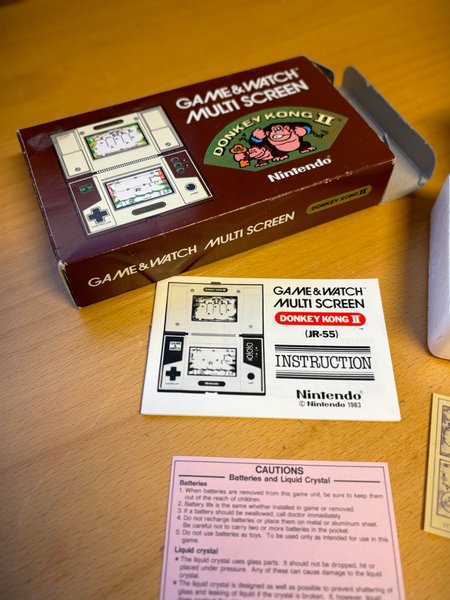 GAME&WATCH™
MULTI SCREEN
DONKEY KONG II™
Nintendo®
GAME&WATCH MULTI SCREEN
DONKEY KONG II
GAME&WATCH™
MULTI SCREEN
DONKEY KONG II
(JR-55)
INSTRUCTION
Nintendo®
© Nintendo 1983
DONKEY KONG II
Nintendo
CAUTIONS
Batteries and Liquid Crystal
Batteries
1. When batteries are removed from this game unit, be sure to keep them
out of the reach of children.
2. Battery life is the same whether installed in game or removed.
3. If a battery should be swallowed, call doctor immediately.
4. Do not recharge batteries or place them on metal or aluminum sheet.
Be careful not to carry two or more batteries in the pocket.
5. Do not use batteries as toys. To be used only as intended for use in this
game.
Liquid crystal
● The liquid crystal uses glass parts. It should not be dropped, hit or
placed under pressure. Any of these can cause damage to the liquid
crystal.
● The liquid crystal is designed as well as possible to prevent shattering of
glass and leaking of liquid if the crystal is broken. If, however, liquid